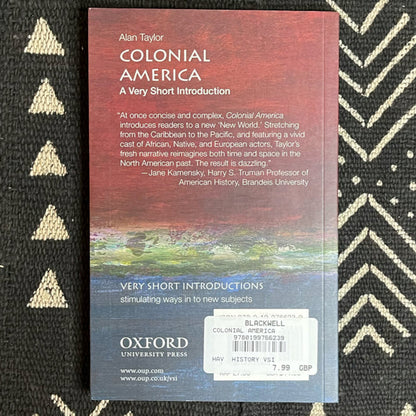 Alan Taylor
COLONIAL
AMERICA
A Very Short Introduction
“At once concise and complex, Colonial America
introduces readers to a new ‘New World.’ Stretching
from the Caribbean to the Pacific, and featuring a vivid
cast of African, Native, and European actors, Taylor’s
fresh narrative reimagines both time and space in the
North American past. The result is dazzling.”
—Jane Kamensky, Harry S. Truman Professor of
American History, Brandeis University
VERY SHORT INTRODUCTIONS
stimulating ways in to new subjects
BLACKWELL
COLONIAL AMERICA
9780199766239
HAV HISTORY VSI
7.99 GBP
OXFORD
UNIVERSITY PRESS
www.oup.com
www.oup.co.uk/vsi